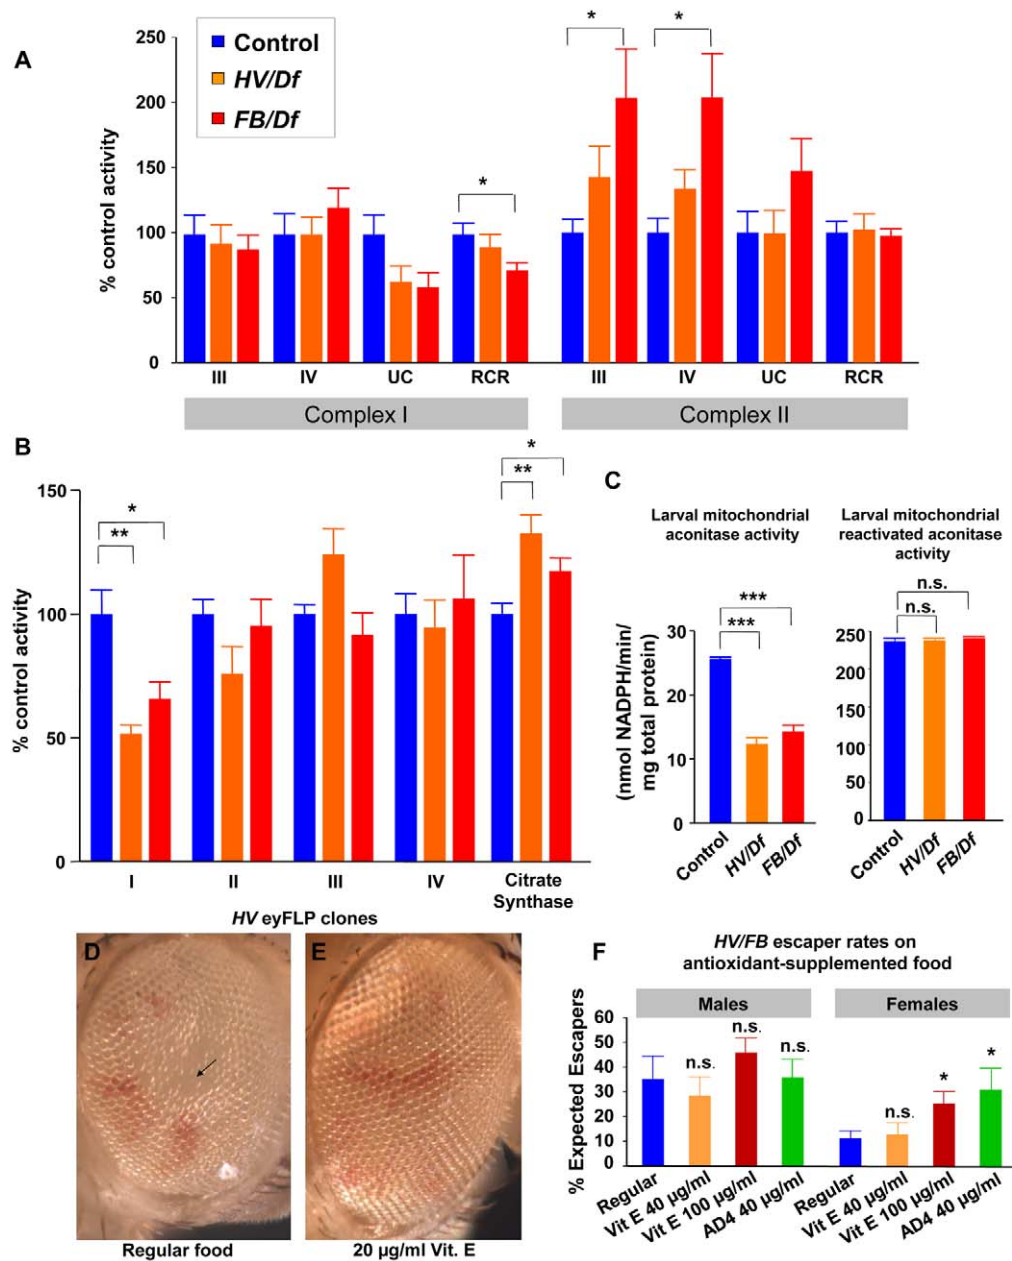 A
Control
HV/Df
FB/Df
% control activity
250
200
150
100
50
0
*
*
*
III IV UC RCR III IV UC RCR
Complex I Complex II
B
% control activity
150
100
50
0
*
**
*
**
I II III IV Citrate
Synthase
C
Larval mitochondrial
aconitase activity
(nmol NADPH/min/
mg total protein)
30
20
10
0
***
***
Control HV/Df FB/Df
Larval mitochondrial
reactivated aconitase
activity
n.s.
n.s.
250
200
150
100
50
0
Control HV/Df FB/Df
HV eyFLP clones
D E
Regular food 20 µg/ml Vit. E
F
HV/FB escaper rates on
antioxidant-supplemented food
Males Females
% Expected Escapers
60
50
40
30
20
10
0
n.s. n.s. n.s. n.s. * *
Regular Vit E 40 µg/ml Vit E 100 µg/ml AD4 40 µg/ml Regular Vit E 40 µg/ml Vit E 100 µg/ml AD4 40 µg/ml